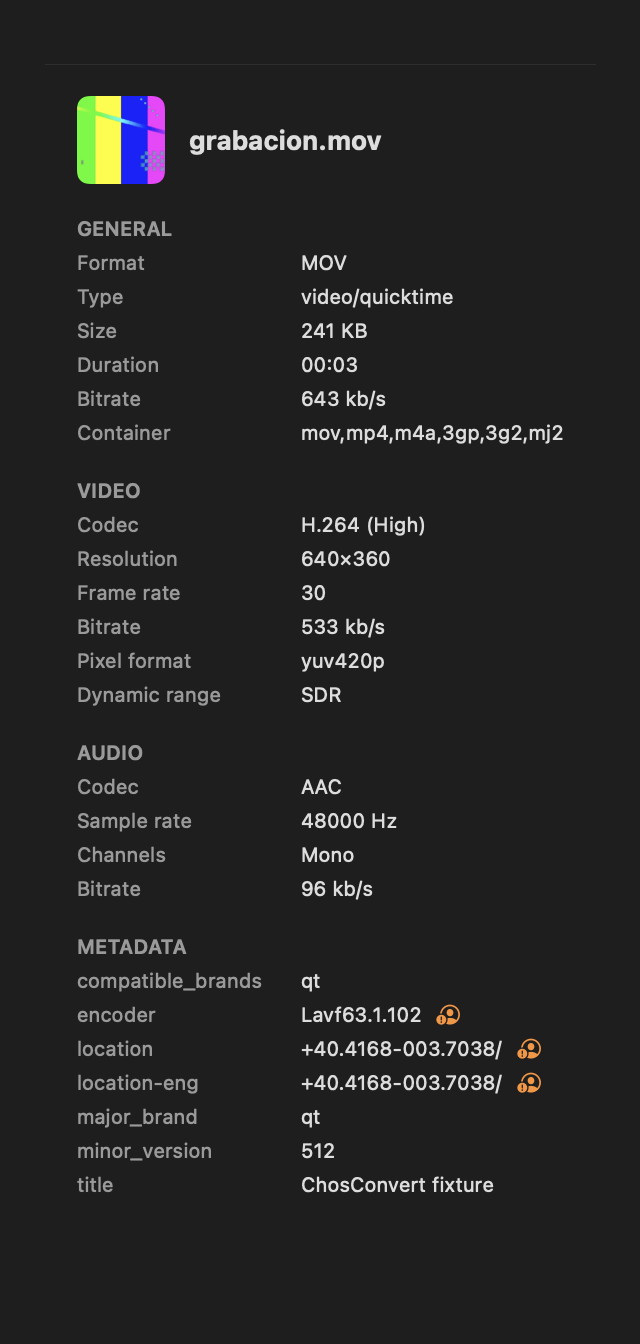 grabacion.mov
GENERAL
Format MOV
Type video/quicktime
Size 241 KB
Duration 00:03
Bitrate 643 kb/s
Container mov,mp4,m4a,3gp,3g2,mj2
VIDEO
Codec H.264 (High)
Resolution 640×360
Frame rate 30
Bitrate 533 kb/s
Pixel format yuv420p
Dynamic range SDR
AUDIO
Codec AAC
Sample rate 48000 Hz
Channels Mono
Bitrate 96 kb/s
METADATA
compatible_brands qt
encoder Lavf63.1.102
location +40.4168-003.7038/
location-eng +40.4168-003.7038/
major_brand qt
minor_version 512
title ChosConvert fixture